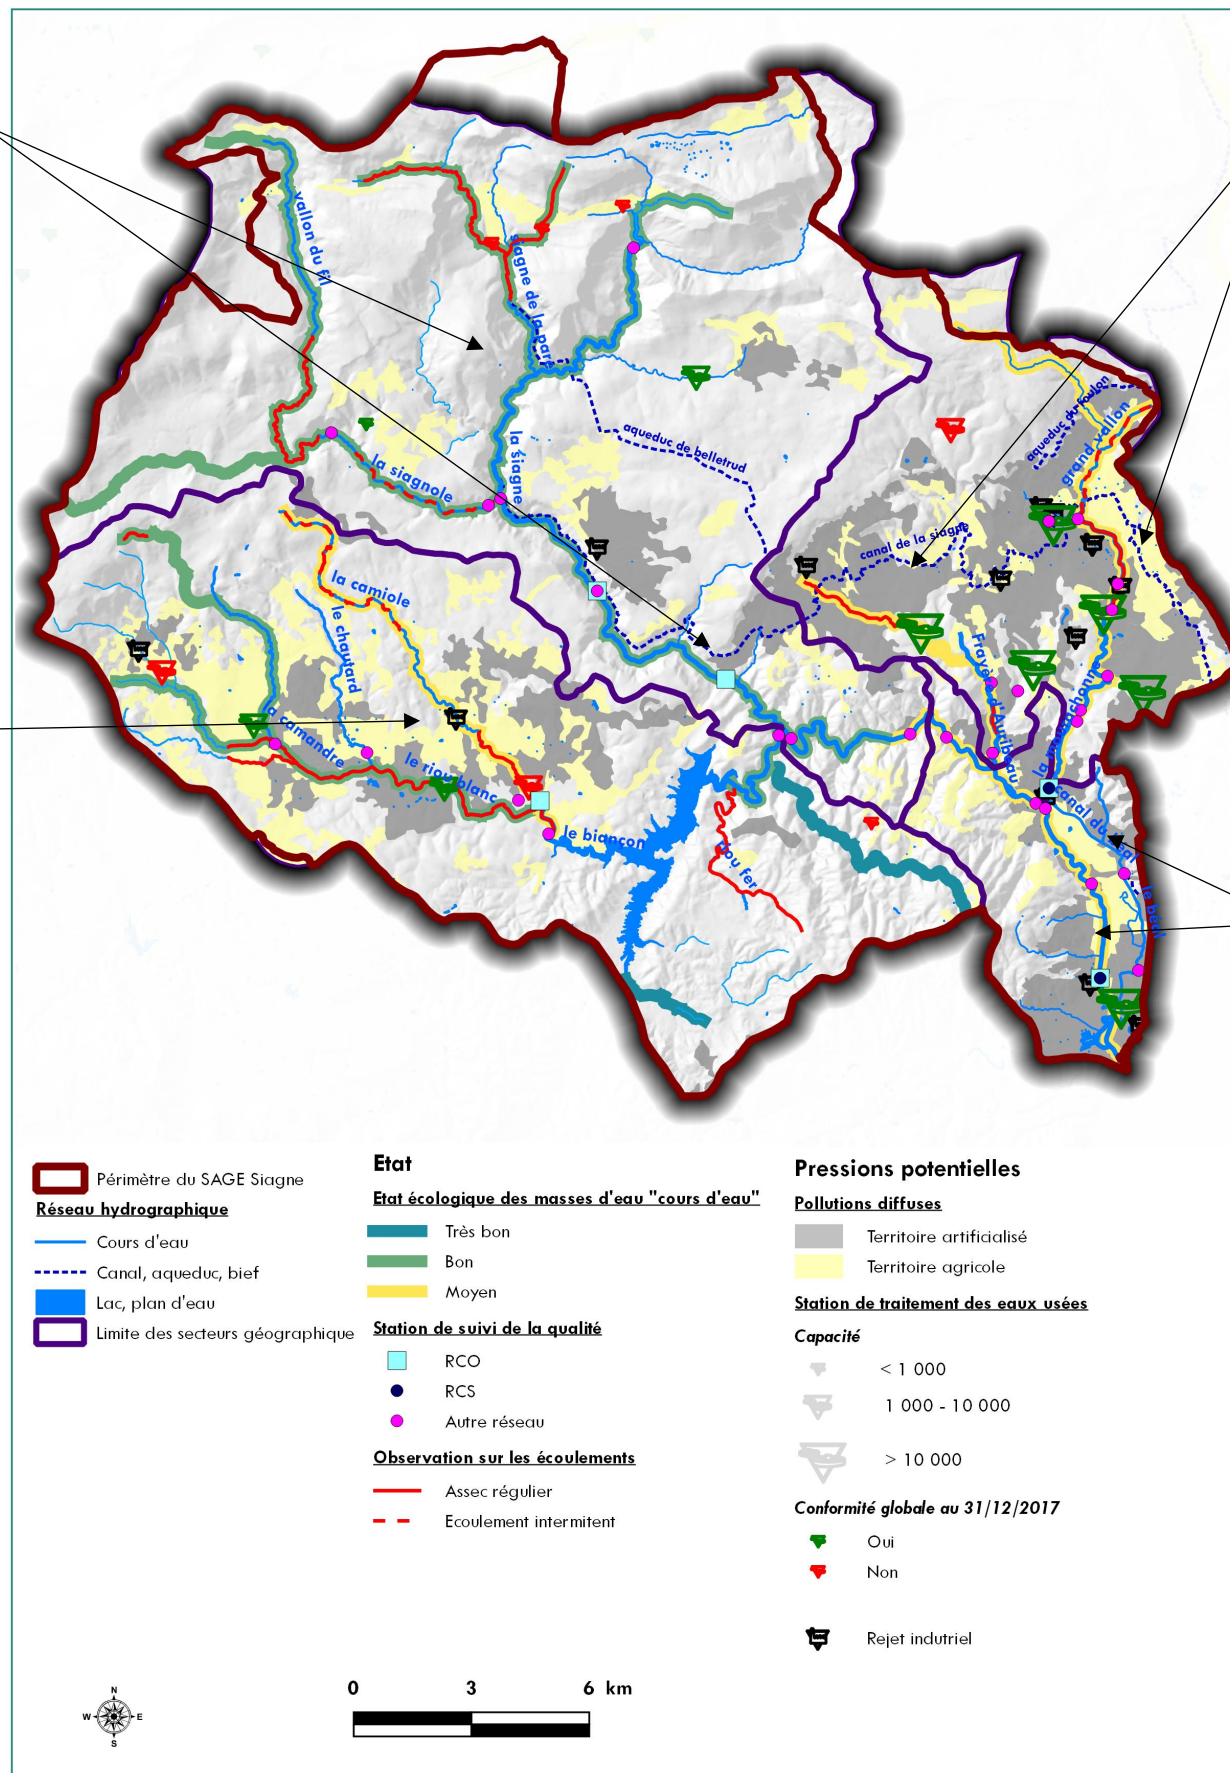 vallon du fil
siagne de la pare
la siagnole
la siagne
aqueduc de belletrud
aqueduc du foulon
grand vallon
canal de la siagne
la camiole
le chautard
la camandre
le riou blanc
le biançon
riou fer
Frayère d'Auribau
la mourachonne
canal du béal
le béal
Périmètre du SAGE Siagne
Réseau hydrographique
Cours d'eau
Canal, aqueduc, bief
Lac, plan d'eau
Limite des secteurs géographique
Etat
Etat écologique des masses d'eau "cours d'eau"
Très bon
Bon
Moyen
Station de suivi de la qualité
RCO
RCS
Autre réseau
Observation sur les écoulements
Assec régulier
Ecoulement intermitent
Pressions potentielles
Pollutions diffuses
Territoire artificialisé
Territoire agricole
Station de traitement des eaux usées
Capacité
< 1 000
1 000 - 10 000
> 10 000
Conformité globale au 31/12/2017
Oui
Non
Rejet indutriel
N
W E
S
0 3 6 km